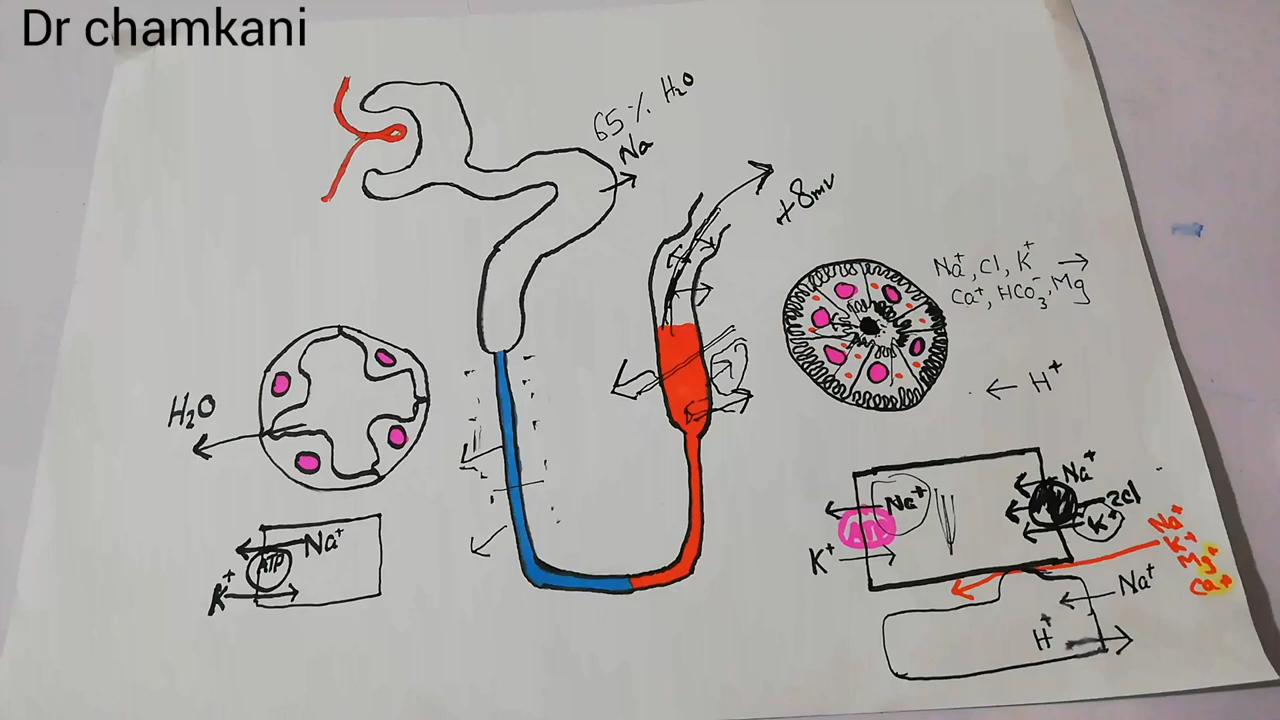 Dr chamkani
65% H₂O
Na
+8mv
Na⁺, Cl, K⁺
Ca⁺, HCO₃⁻, Mg
H⁺
H₂O
Na⁺
ATP
K⁺
Na⁺
Na⁺
2Cl
K⁺
ATP
K⁺
Na⁺
K⁺
Mg⁺
Ca⁺
Na⁺
H⁺